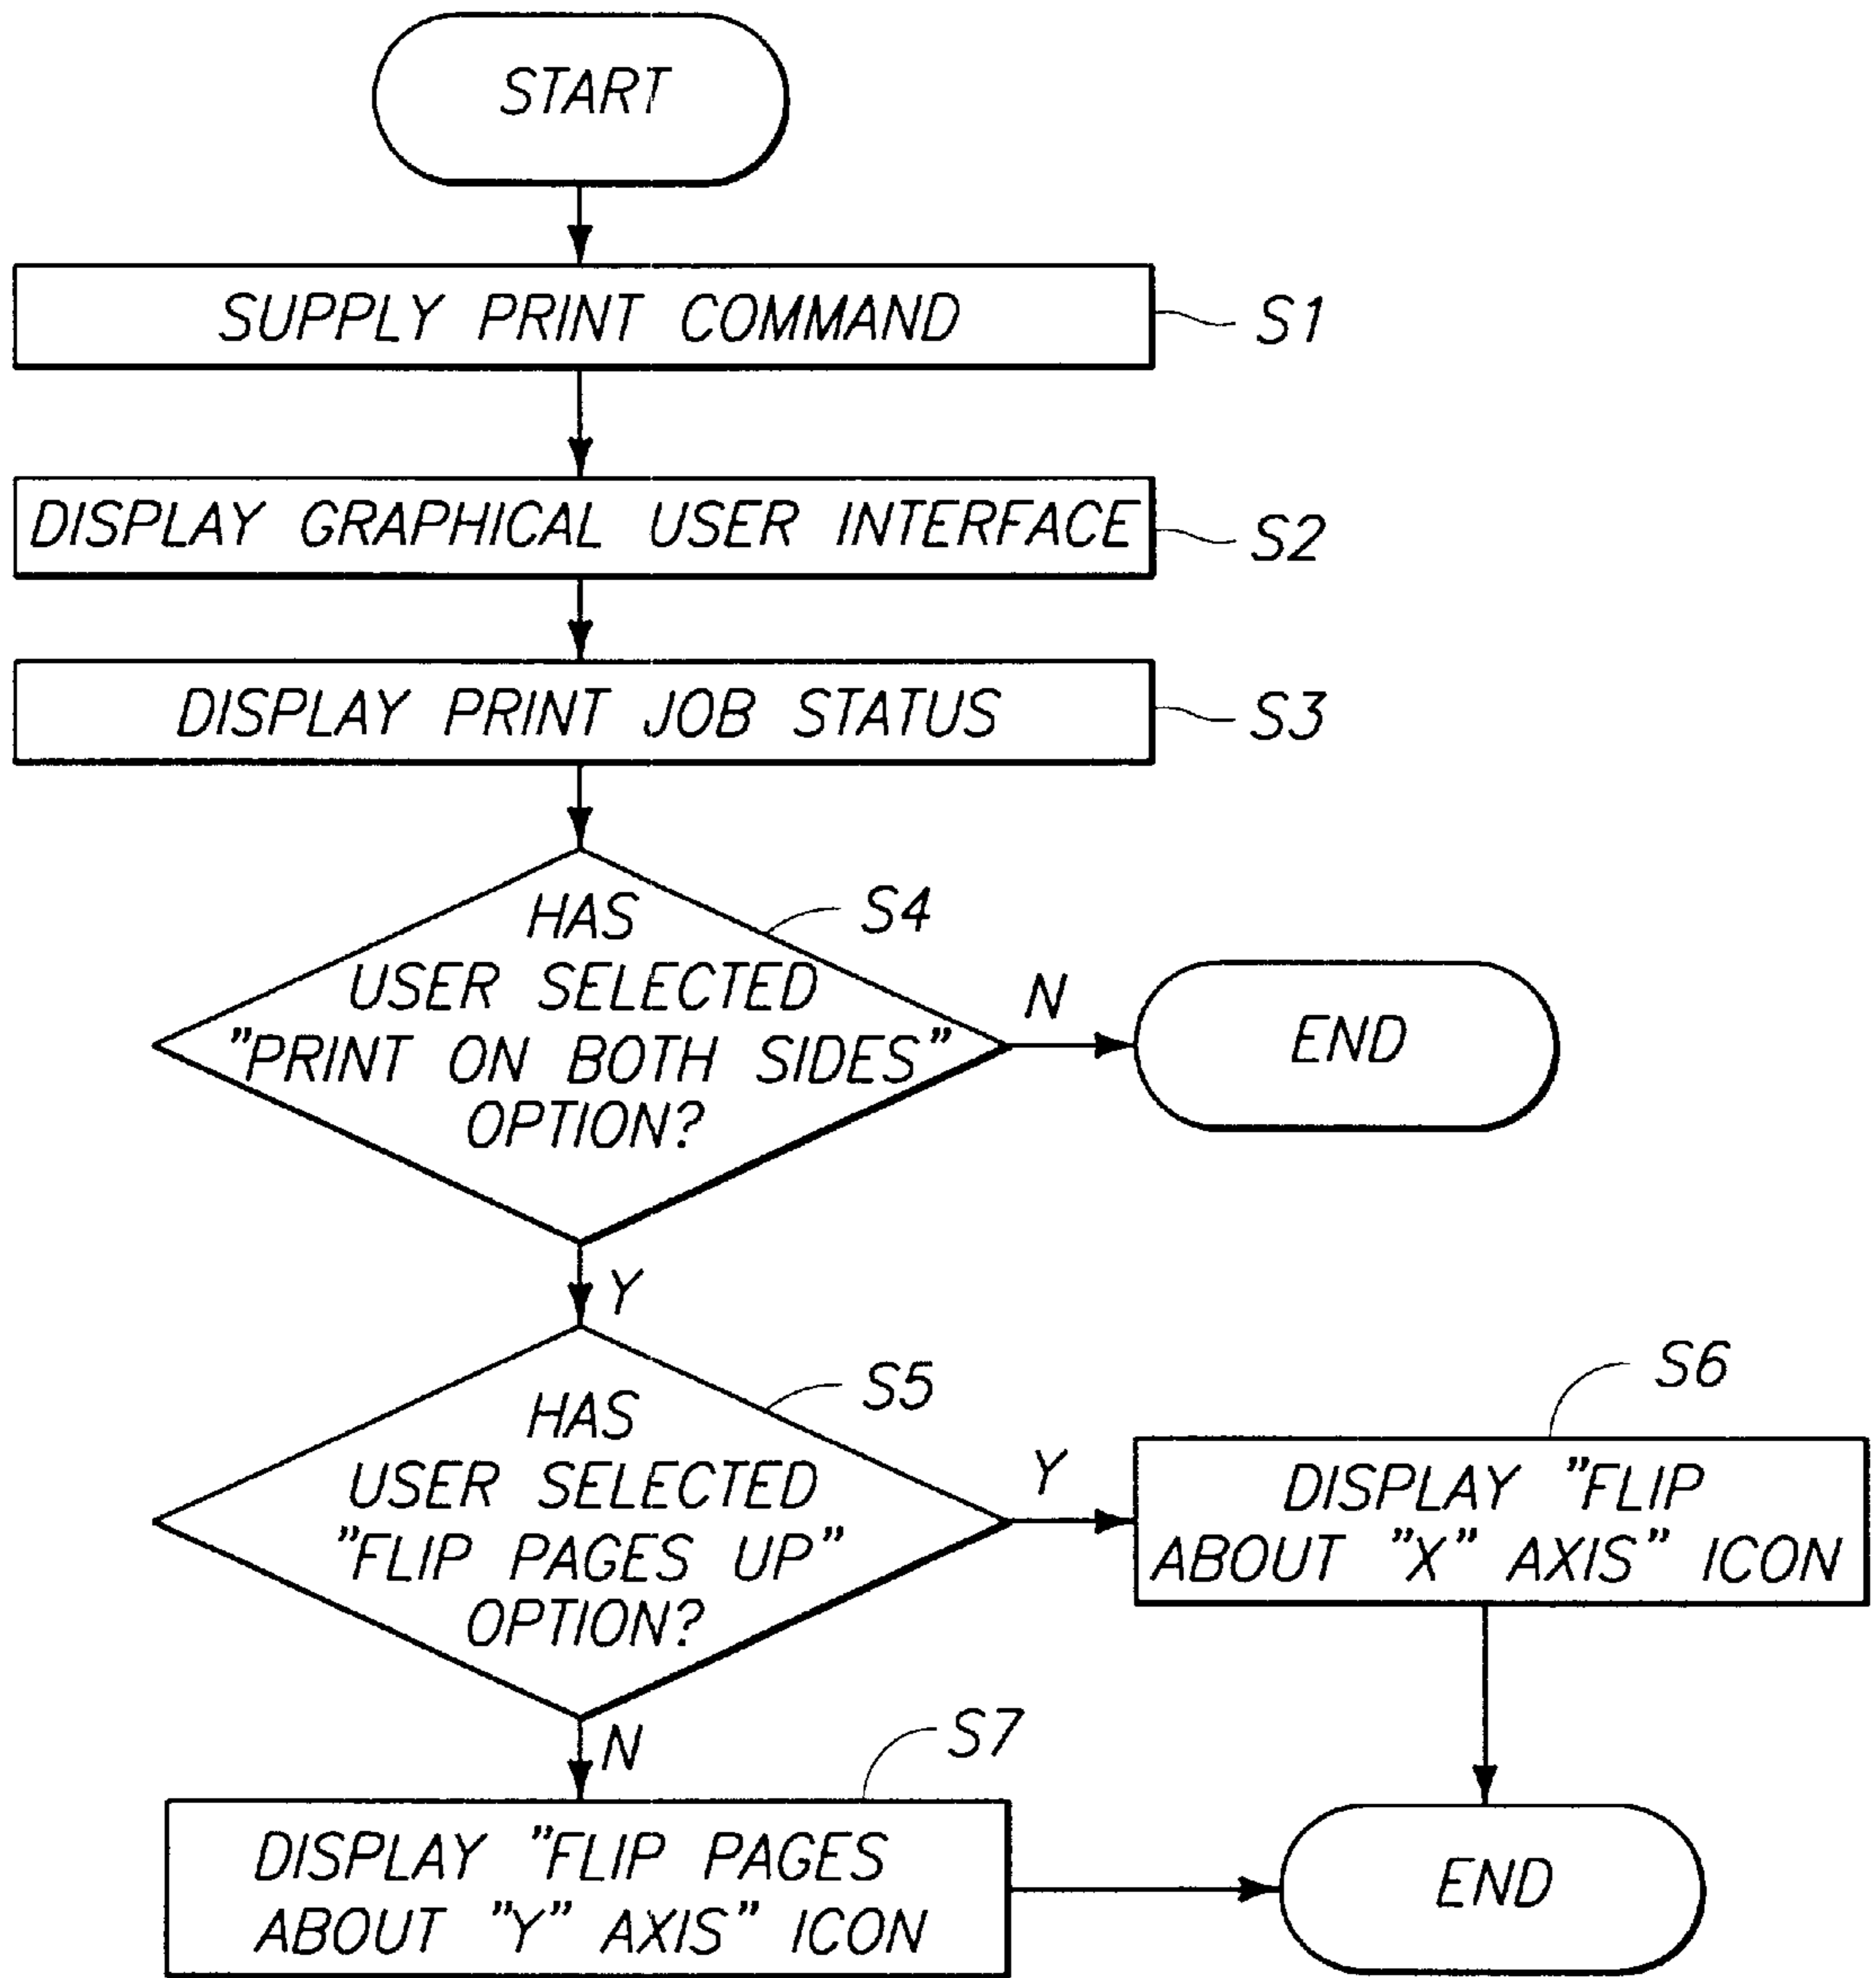 START
SUPPLY PRINT COMMAND
S1
DISPLAY GRAPHICAL USER INTERFACE
S2
DISPLAY PRINT JOB STATUS
S3
HAS
USER SELECTED
"PRINT ON BOTH SIDES"
OPTION?
S4
N
END
Y
HAS
USER SELECTED
"FLIP PAGES UP"
OPTION?
S5
Y
S6
DISPLAY "FLIP
ABOUT "X" AXIS" ICON
N
S7
DISPLAY "FLIP PAGES
ABOUT "Y" AXIS" ICON
END